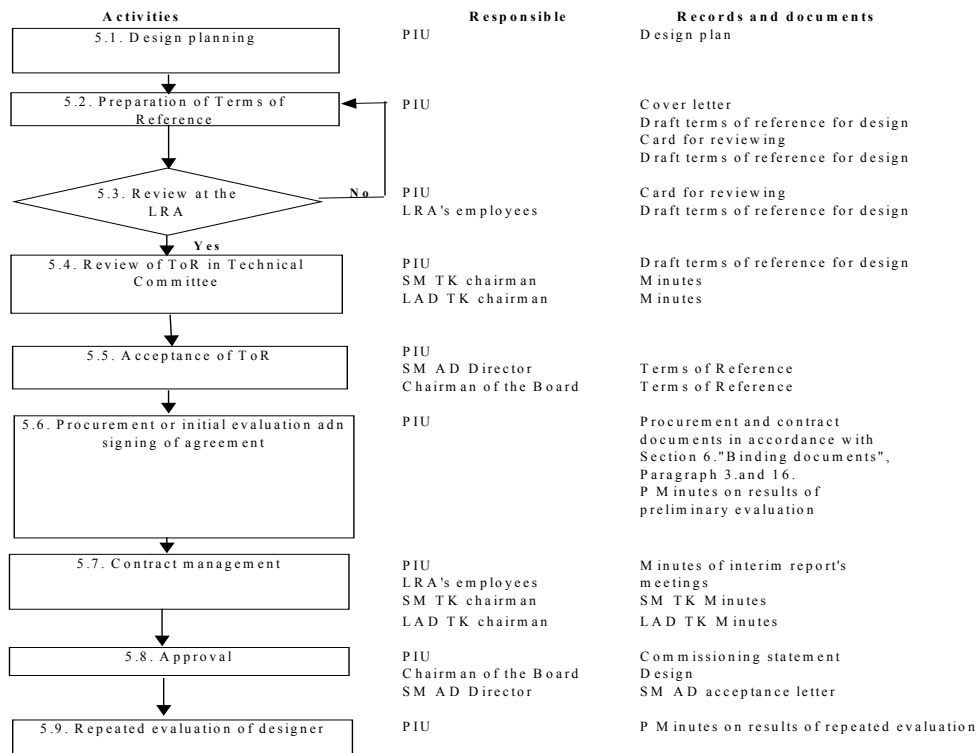 Activities Responsible Records and documents
5.1. Design planning PIU Design plan
5.2. Preparation of Terms of PIU Cover letter
Reference Draft terms of reference for design
Card for reviewing
Draft terms of reference for design
5.3. Review at the No PIU Card for reviewing
LRA LRA's employees Draft terms of reference for design
Yes
5.4. Review of ToR in Technical PIU Draft terms of reference for design
Committee SM TK chairman Minutes
LAD TK chairman Minutes
5.5. Acceptance of ToR PIU
SM AD Director Terms of Reference
Chairman of the Board Terms of Reference
5.6. Procurement or initial evaluation adn PIU Procurement and contract
signing of agreement documents in accordance with
Section 6."Binding documents",
Paragraph 3.and 16.
P Minutes on results of
preliminary evaluation
5.7. Contract management PIU Minutes of interim report's
LRA's employees meetings
SM TK chairman SM TK Minutes
LAD TK chairman LAD TK Minutes
5.8. Approval PIU Commissioning statement
Chairman of the Board Design
SM AD Director SM AD acceptance letter
5.9. Repeated evaluation of designer PIU P Minutes on results of repeated evaluation